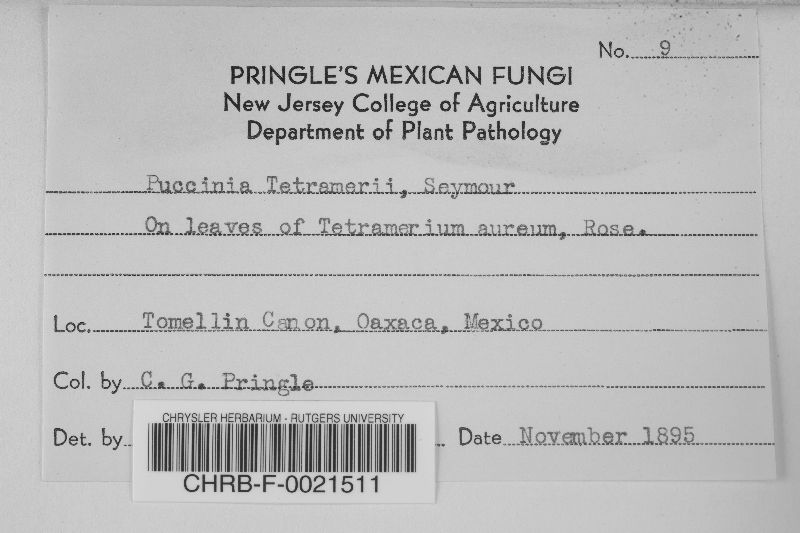 No. 9
PRINGLE'S MEXICAN FUNGI
New Jersey College of Agriculture
Department of Plant Pathology
Puccinia Tetramerii, Seymour
On leaves of Tetramerium aureum, Rose.
Loc. Tomellin Canon, Oaxaca, Mexico
Col. by C. G. Pringle
Det. by Date November 1895
CHRYSLER HERBARIUM - RUTGERS UNIVERSITY
CHRB-F-0021511